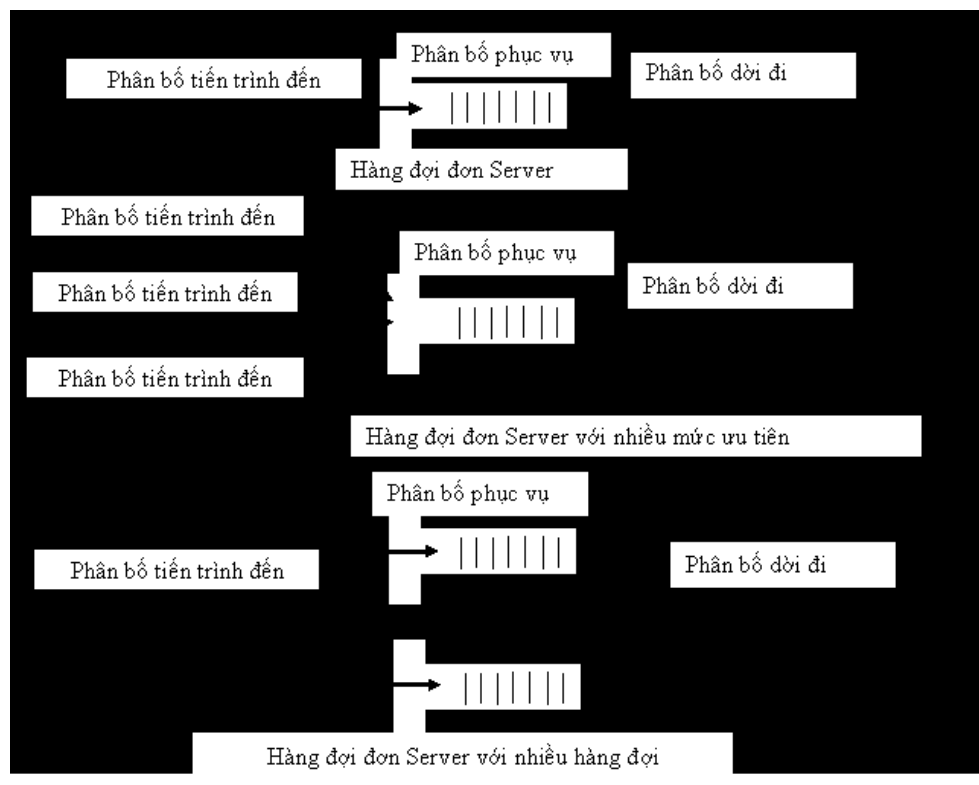 Phân bố phục vụ
Phân bố tiến trình đến
Phân bố dời đi
Hàng đợi đơn Server
Phân bố tiến trình đến
Phân bố phục vụ
Phân bố tiến trình đến
Phân bố dời đi
Phân bố tiến trình đến
Hàng đợi đơn Server với nhiều mức ưu tiên
Phân bố phục vụ
Phân bố tiến trình đến
Phân bố dời đi
Hàng đợi đơn Server với nhiều hàng đợi